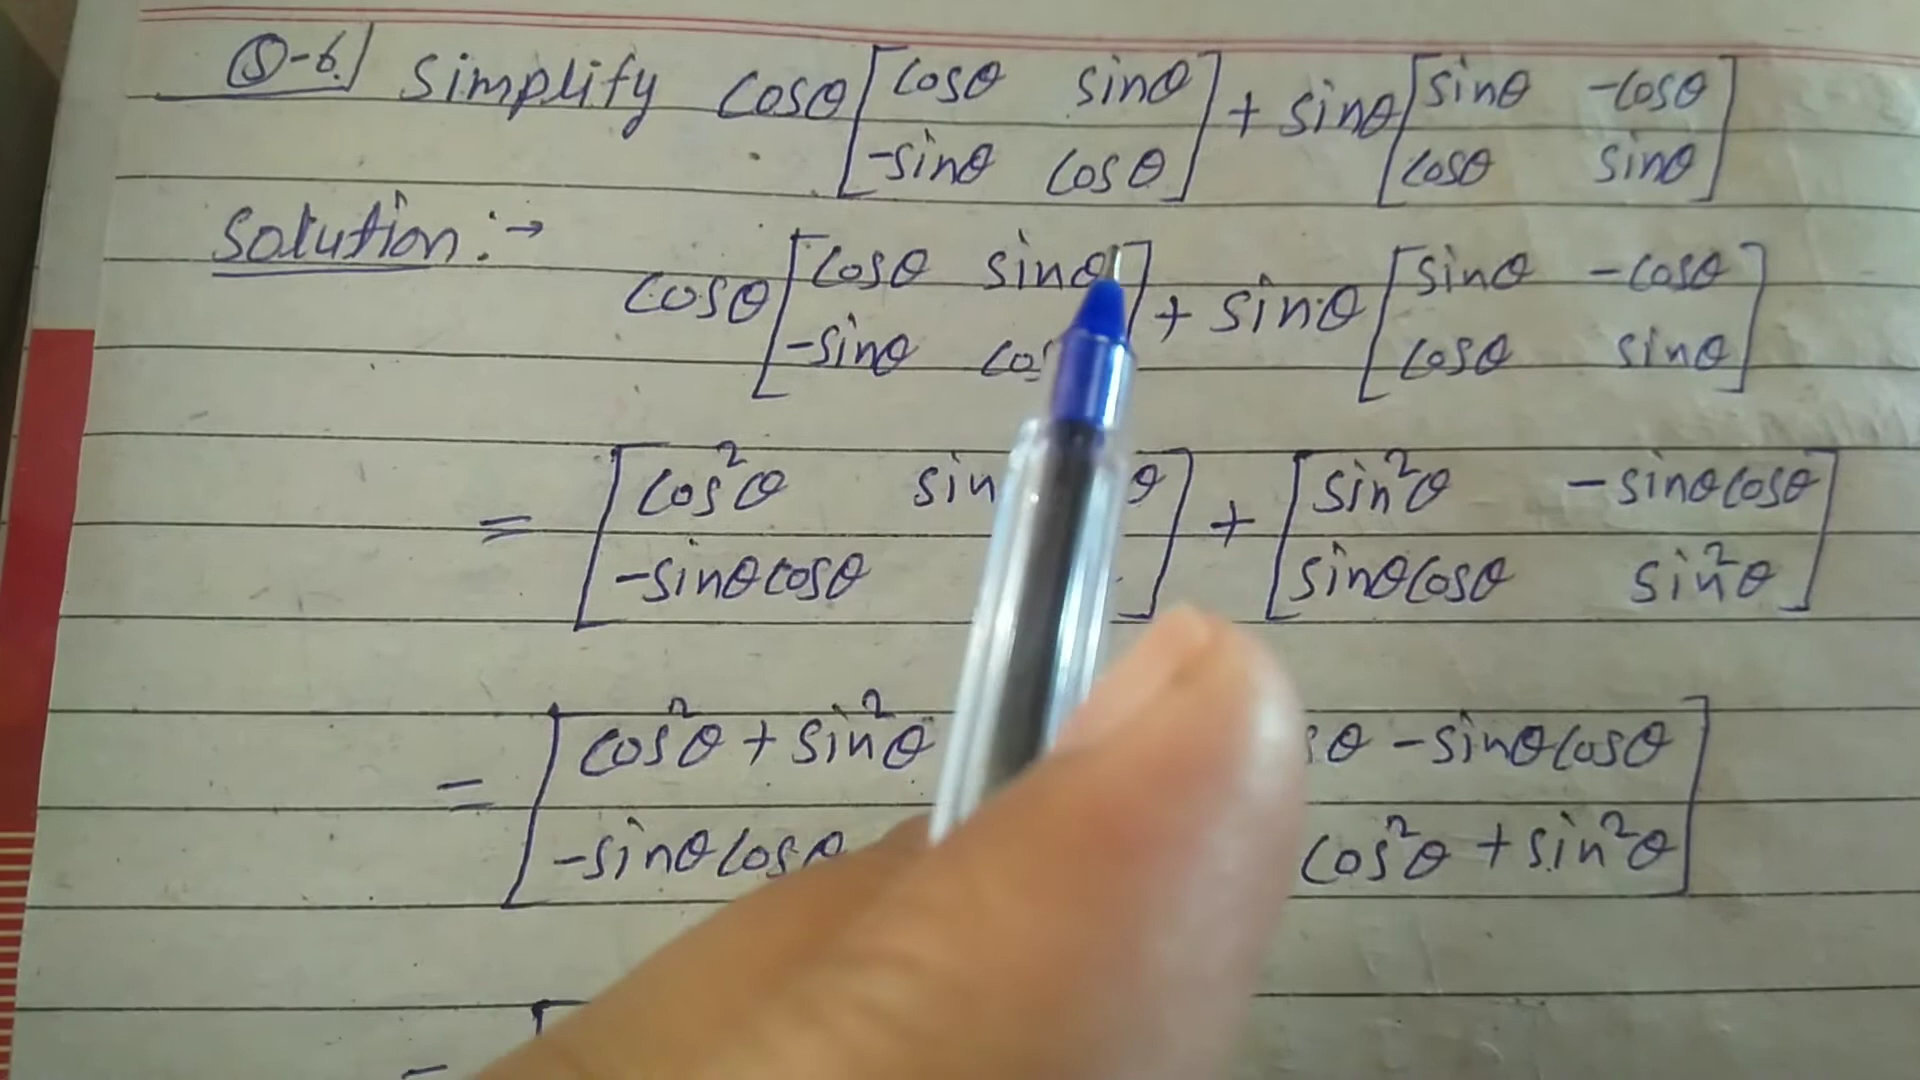 Q-6. Simplify cosθ [cosθ sinθ] + sinθ [sinθ -cosθ]
[-sinθ cosθ] [cosθ sinθ]
Solution :→
cosθ [cosθ sinθ] + sinθ [sinθ -cosθ]
[-sinθ ] [cosθ sinθ]
= [cos²θ sin θ] + [sin²θ -sinθcosθ]
[-sinθcosθ ] [sinθcosθ sin²θ]
= [cos²θ + sin²θ θ - sinθcosθ]
[-sinθcosθ cos²θ + sin²θ]